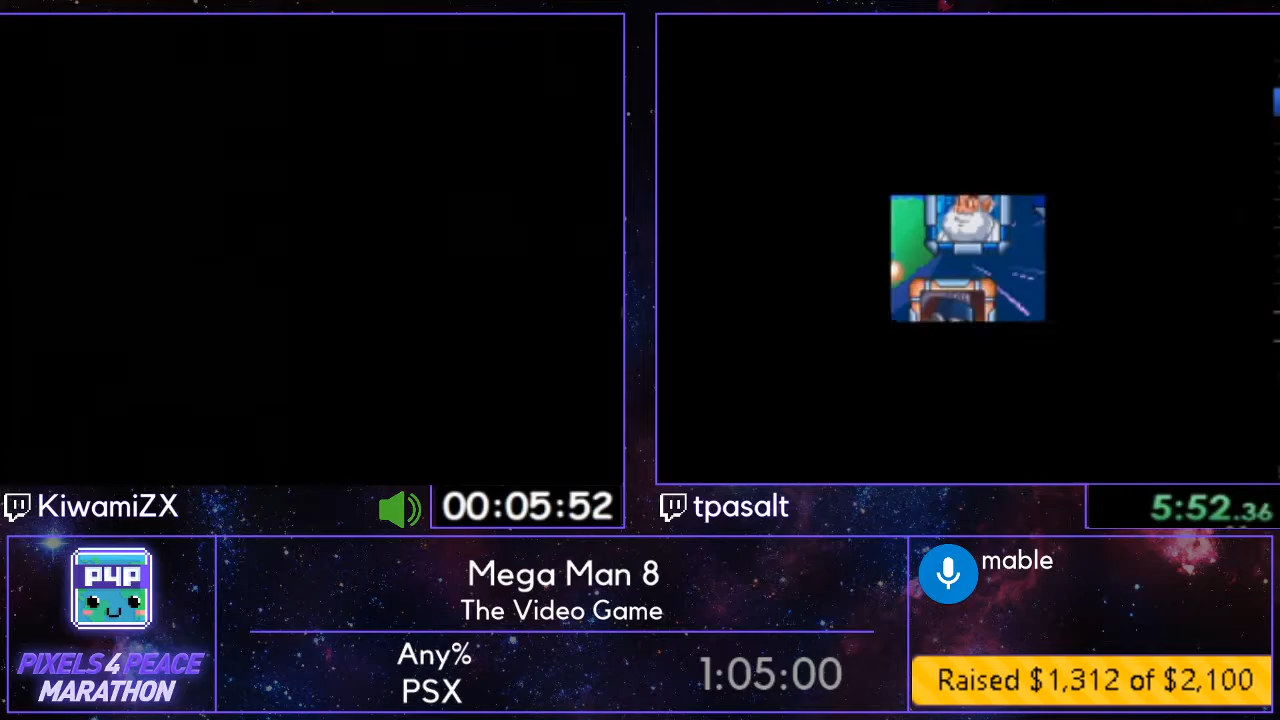 KiwamiZX
00:05:52
tpasalt
5:52.36
P4P
PIXELS 4 PEACE
MARATHON
Mega Man 8
The Video Game
Any%
PSX
1:05:00
mable
Raised $1,312 of $2,100